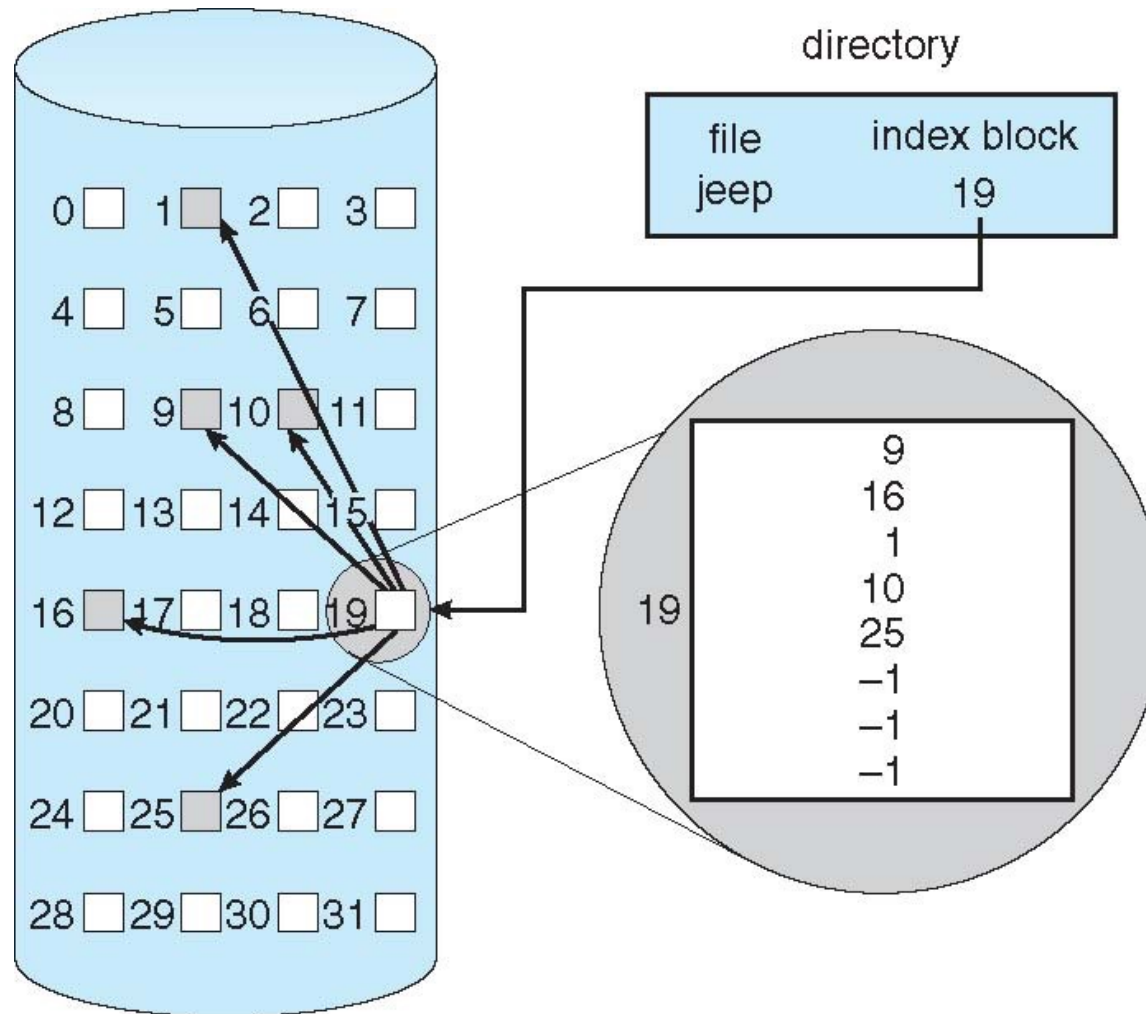 directory
file index block
jeep 19
0 1 2 3
4 5 6 7
8 9 10 11
12 13 14 15
16 17 18 19
20 21 22 23
24 25 26 27
28 29 30 31
19
9
16
1
10
25
–1
–1
–1